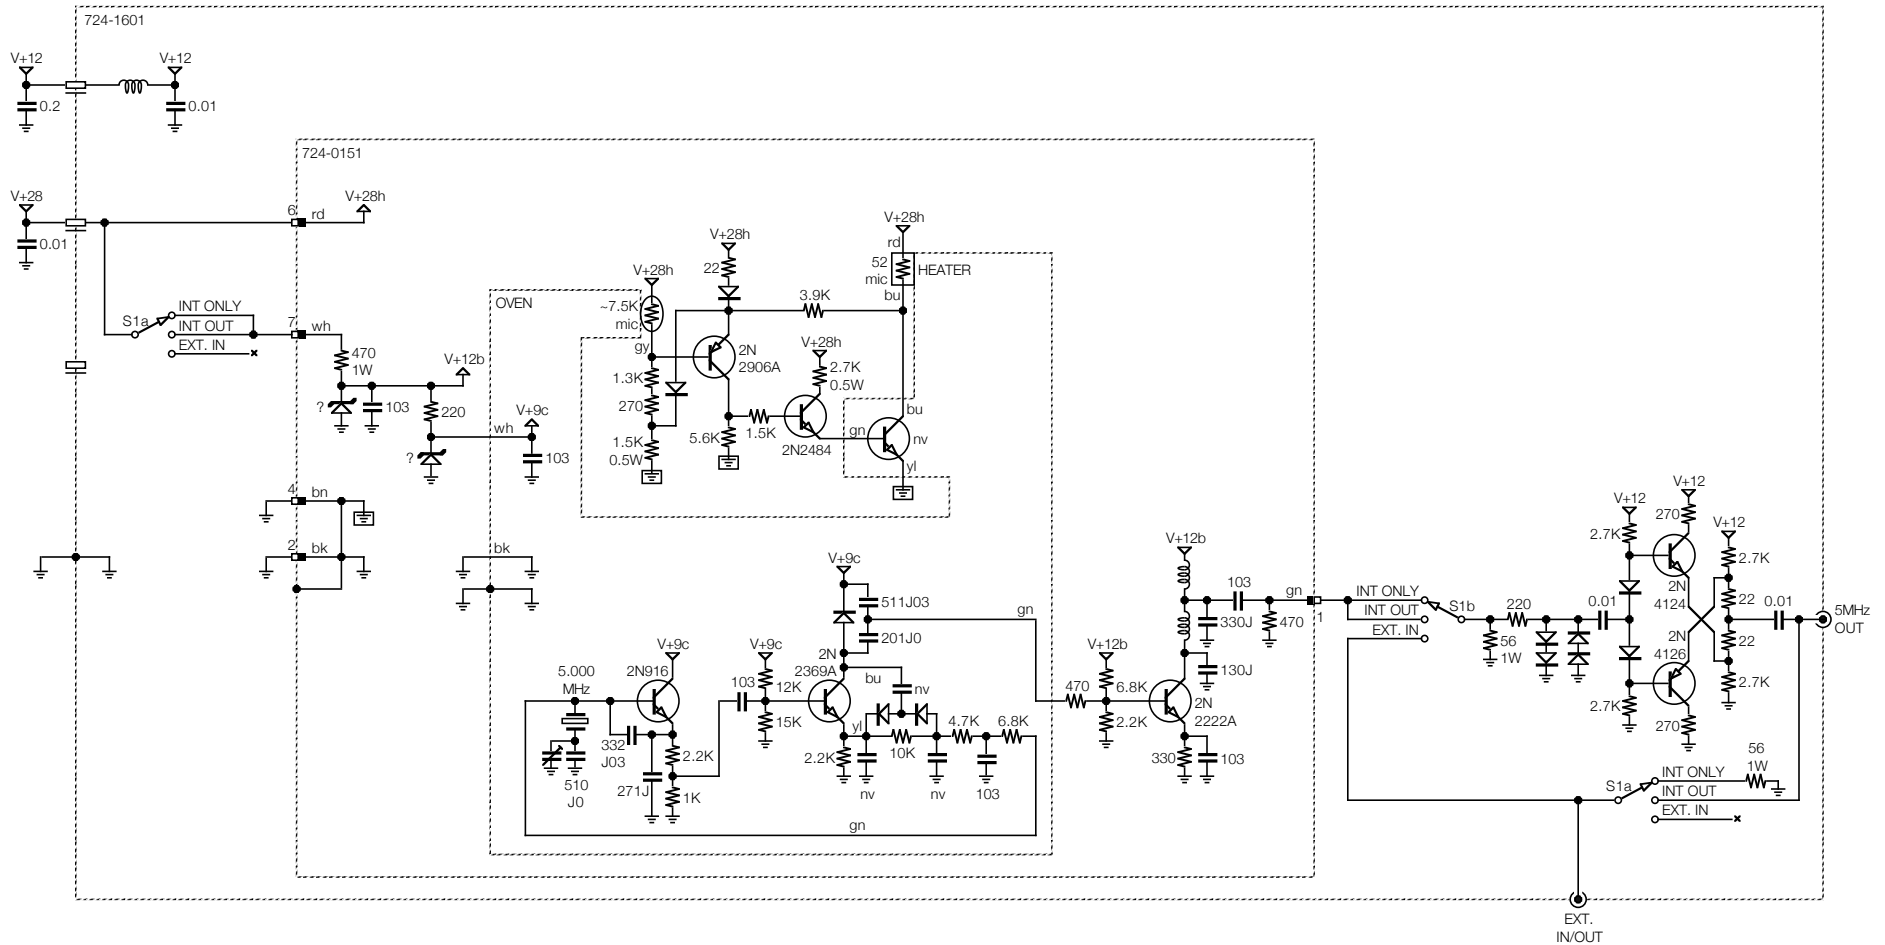 724-1601
V+12
V+12
0.2
0.01
724-0151
V+28
0.01
6
rd
V+28h
S1a
INT ONLY
INT OUT
EXT. IN
7
wh
470
1W
V+12b
?
103
220
wh
V+9c
?
103
4
bn
2
bk
bk
OVEN
V+28h
~7.5K
mic
gy
1.3K
270
1.5K
0.5W
V+28h
22
2N
2906A
5.6K
1.5K
3.9K
V+28h
2.7K
0.5W
2N2484
V+28h
rd
52
mic
HEATER
bu
bu
gn
nv
yl
5.000
MHz
510
J0
332
J03
271J
2N916
V+9c
2.2K
1K
gn
103
V+9c
12K
15K
V+9c
511J03
201J0
2N
2369A
bu
nv
yl
2.2K
nv
10K
nv
4.7K
103
6.8K
gn
470
V+12b
6.8K
2.2K
V+12b
330J
130J
2N
2222A
330
103
103
470
gn
1
INT ONLY
INT OUT
EXT. IN
S1b
56
1W
220
0.01
V+12
2.7K
2.7K
V+12
270
2N
4124
2N
4126
270
V+12
2.7K
22
22
2.7K
0.01
5MHz
OUT
S1a
INT ONLY
INT OUT
EXT. IN
56
1W
EXT.
IN/OUT